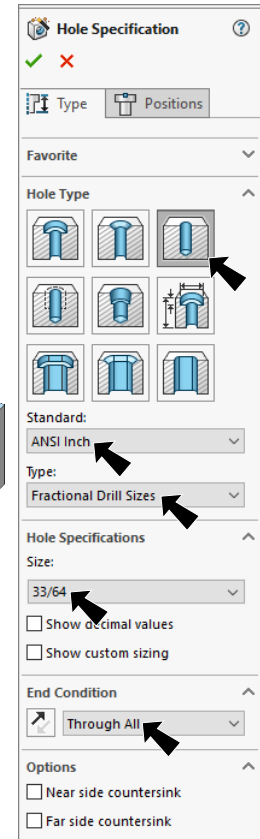 Hole Specification
Type Positions
Favorite
Hole Type
Standard:
ANSI Inch
Type:
Fractional Drill Sizes
Hole Specifications
Size:
33/64
Show decimal values
Show custom sizing
End Condition
Through All
Options
Near side countersink
Far side countersink